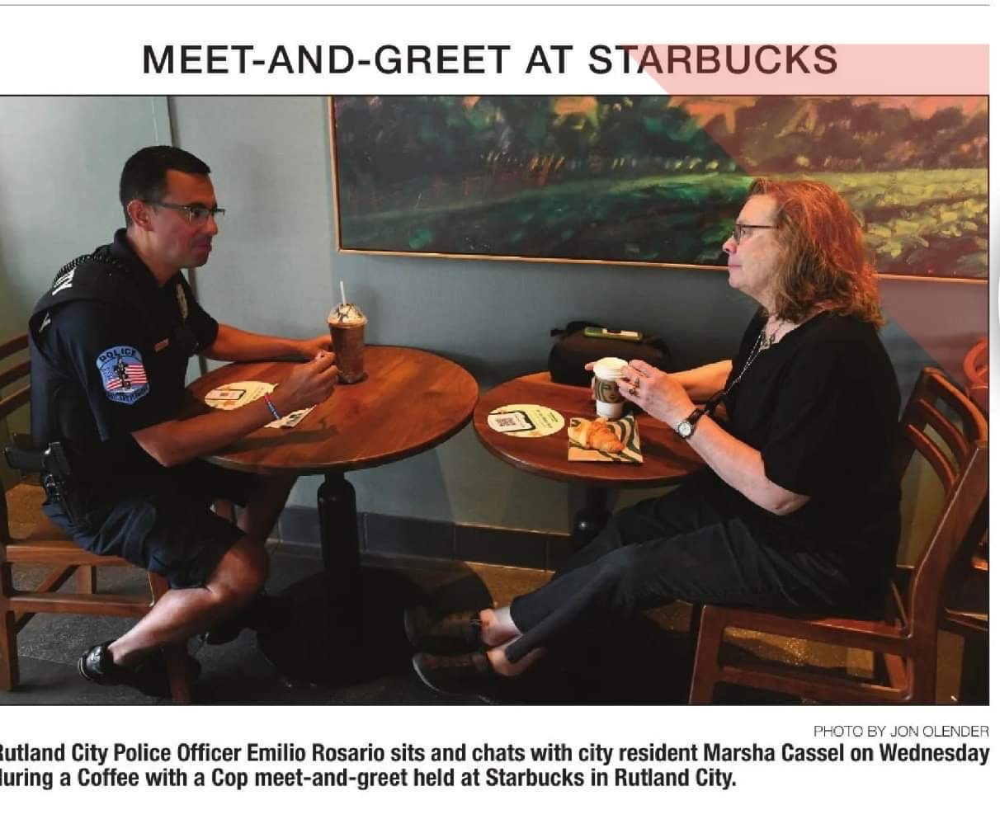 MEET-AND-GREET AT STARBUCKS
POLICE
PHOTO BY JON OLENDER
Rutland City Police Officer Emilio Rosario sits and chats with city resident Marsha Cassel on Wednesday
during a Coffee with a Cop meet-and-greet held at Starbucks in Rutland City.